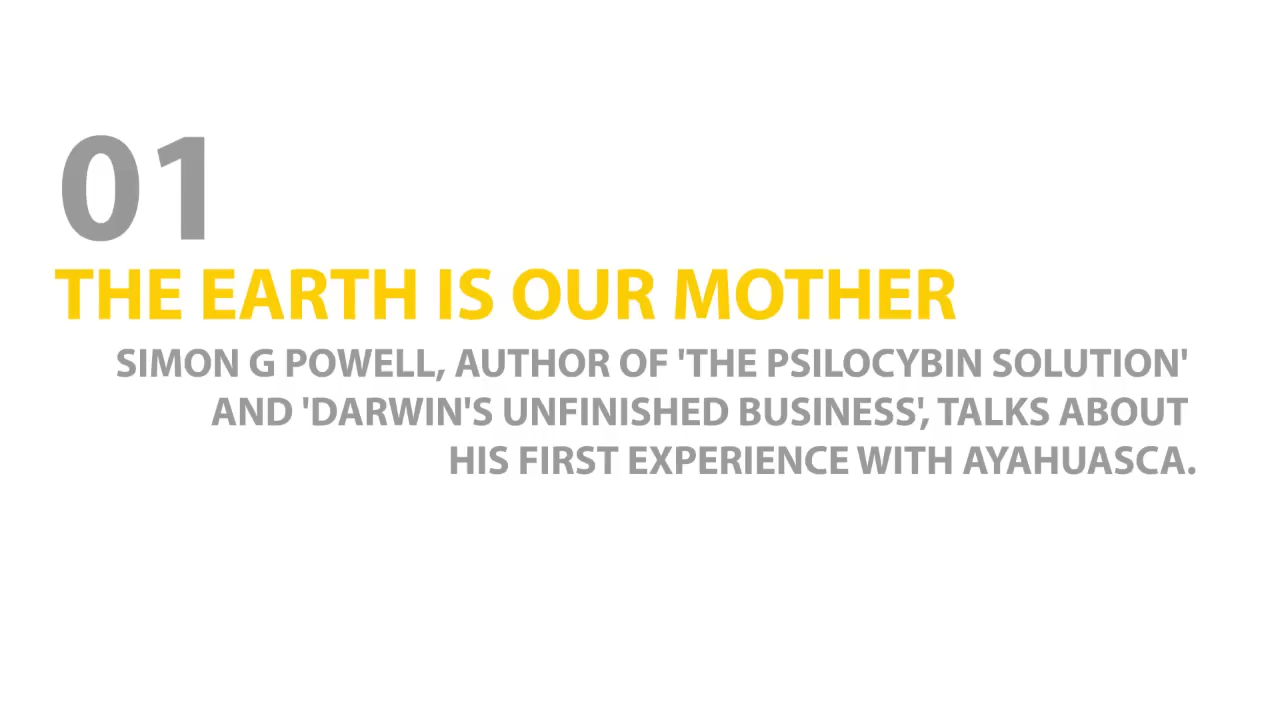 01
THE EARTH IS OUR MOTHER
SIMON G POWELL, AUTHOR OF 'THE PSILOCYBIN SOLUTION'
AND 'DARWIN'S UNFINISHED BUSINESS', TALKS ABOUT
HIS FIRST EXPERIENCE WITH AYAHUASCA.